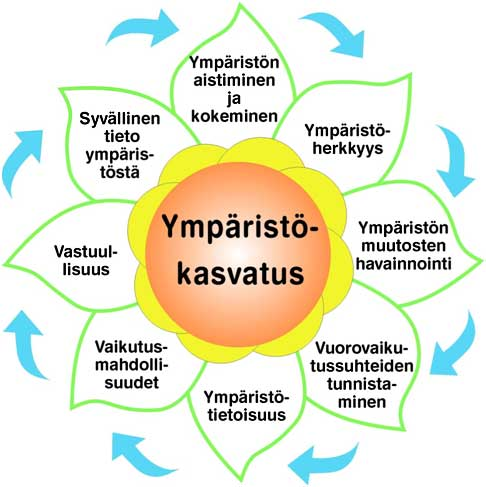 Ympäristö-
kasvatus
Ympäristön
aistiminen
ja
kokeminen
Ympäristö-
herkkyys
Ympäristön
muutosten
havainnointi
Vuorovaiku-
tussuhteiden
tunnista-
minen
Ympäristö-
tietoisuus
Vaikutus-
mahdolli-
suudet
Vastuul-
lisuus
Syvällinen
tieto
ympäris-
töstä